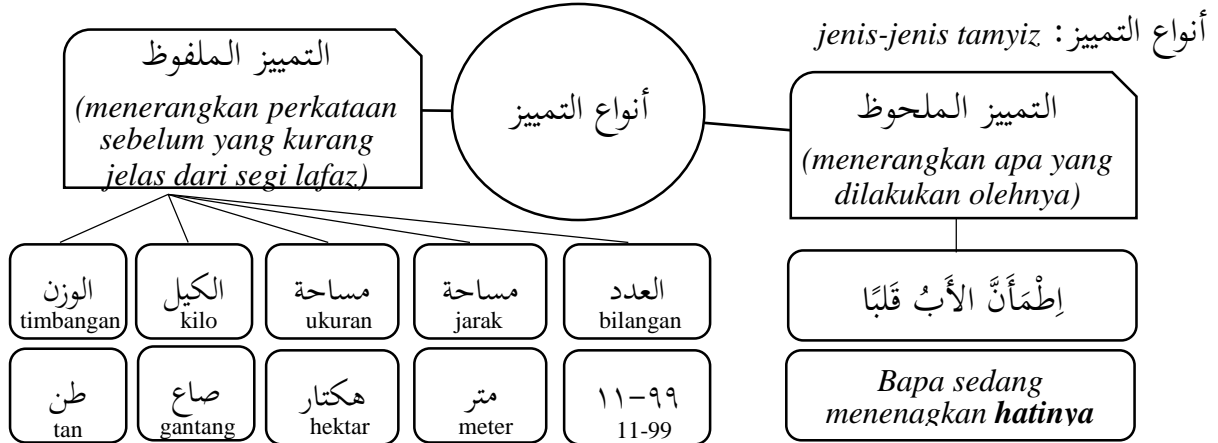 أنواع التمييز : jenis-jenis tamyiz
أنواع التمييز
التمييز الملفوظ
(menerangkan perkataan
sebelum yang kurang
jelas dari segi lafaz)
التمييز الملحوظ
(menerangkan apa yang
dilakukan olehnya)
الوزن
timbangan
الكيل
kilo
مساحة
ukuran
مساحة
jarak
العدد
bilangan
طن
tan
صاع
gantang
هكتار
hektar
متر
meter
١١-٩٩
11-99
اِطْمَأَنَّ الأَبُ قَلبًا
Bapa sedang
menenagkan hatinya